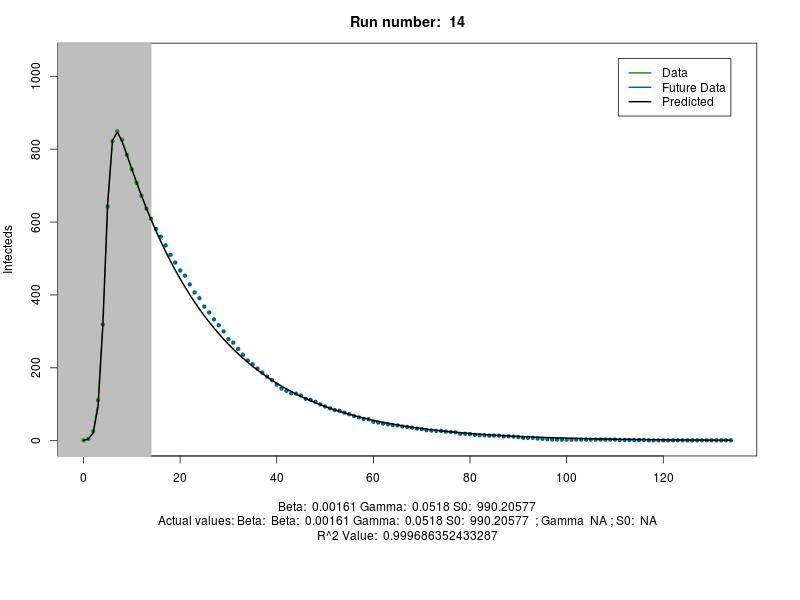 Run number: 14
Infecteds
1000
800
600
400
200
0
Data
Future Data
Predicted
0 20 40 60 80 100 120
Beta: 0.00161 Gamma: 0.0518 S0: 990.20577
Actual values: Beta: Beta: 0.00161 Gamma: 0.0518 S0: 990.20577 ; Gamma NA ; S0: NA
R^2 Value: 0.999686352433287